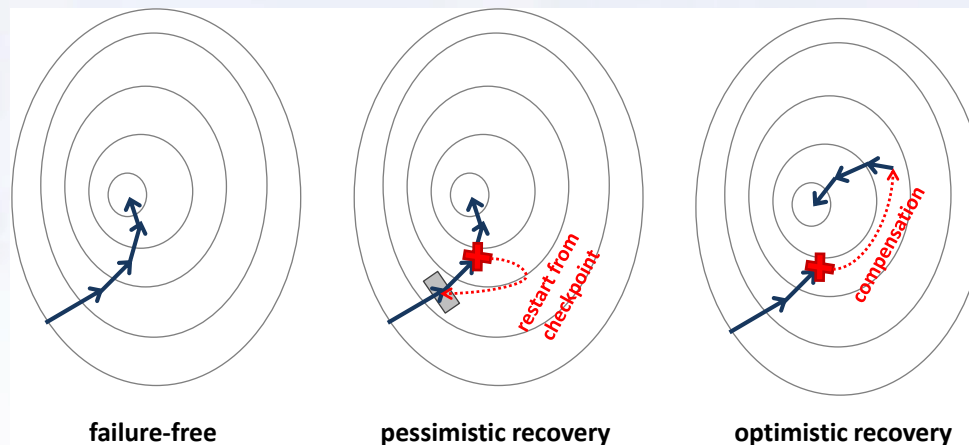 restart from
checkpoint
compensation
failure-free
pessimistic recovery
optimistic recovery